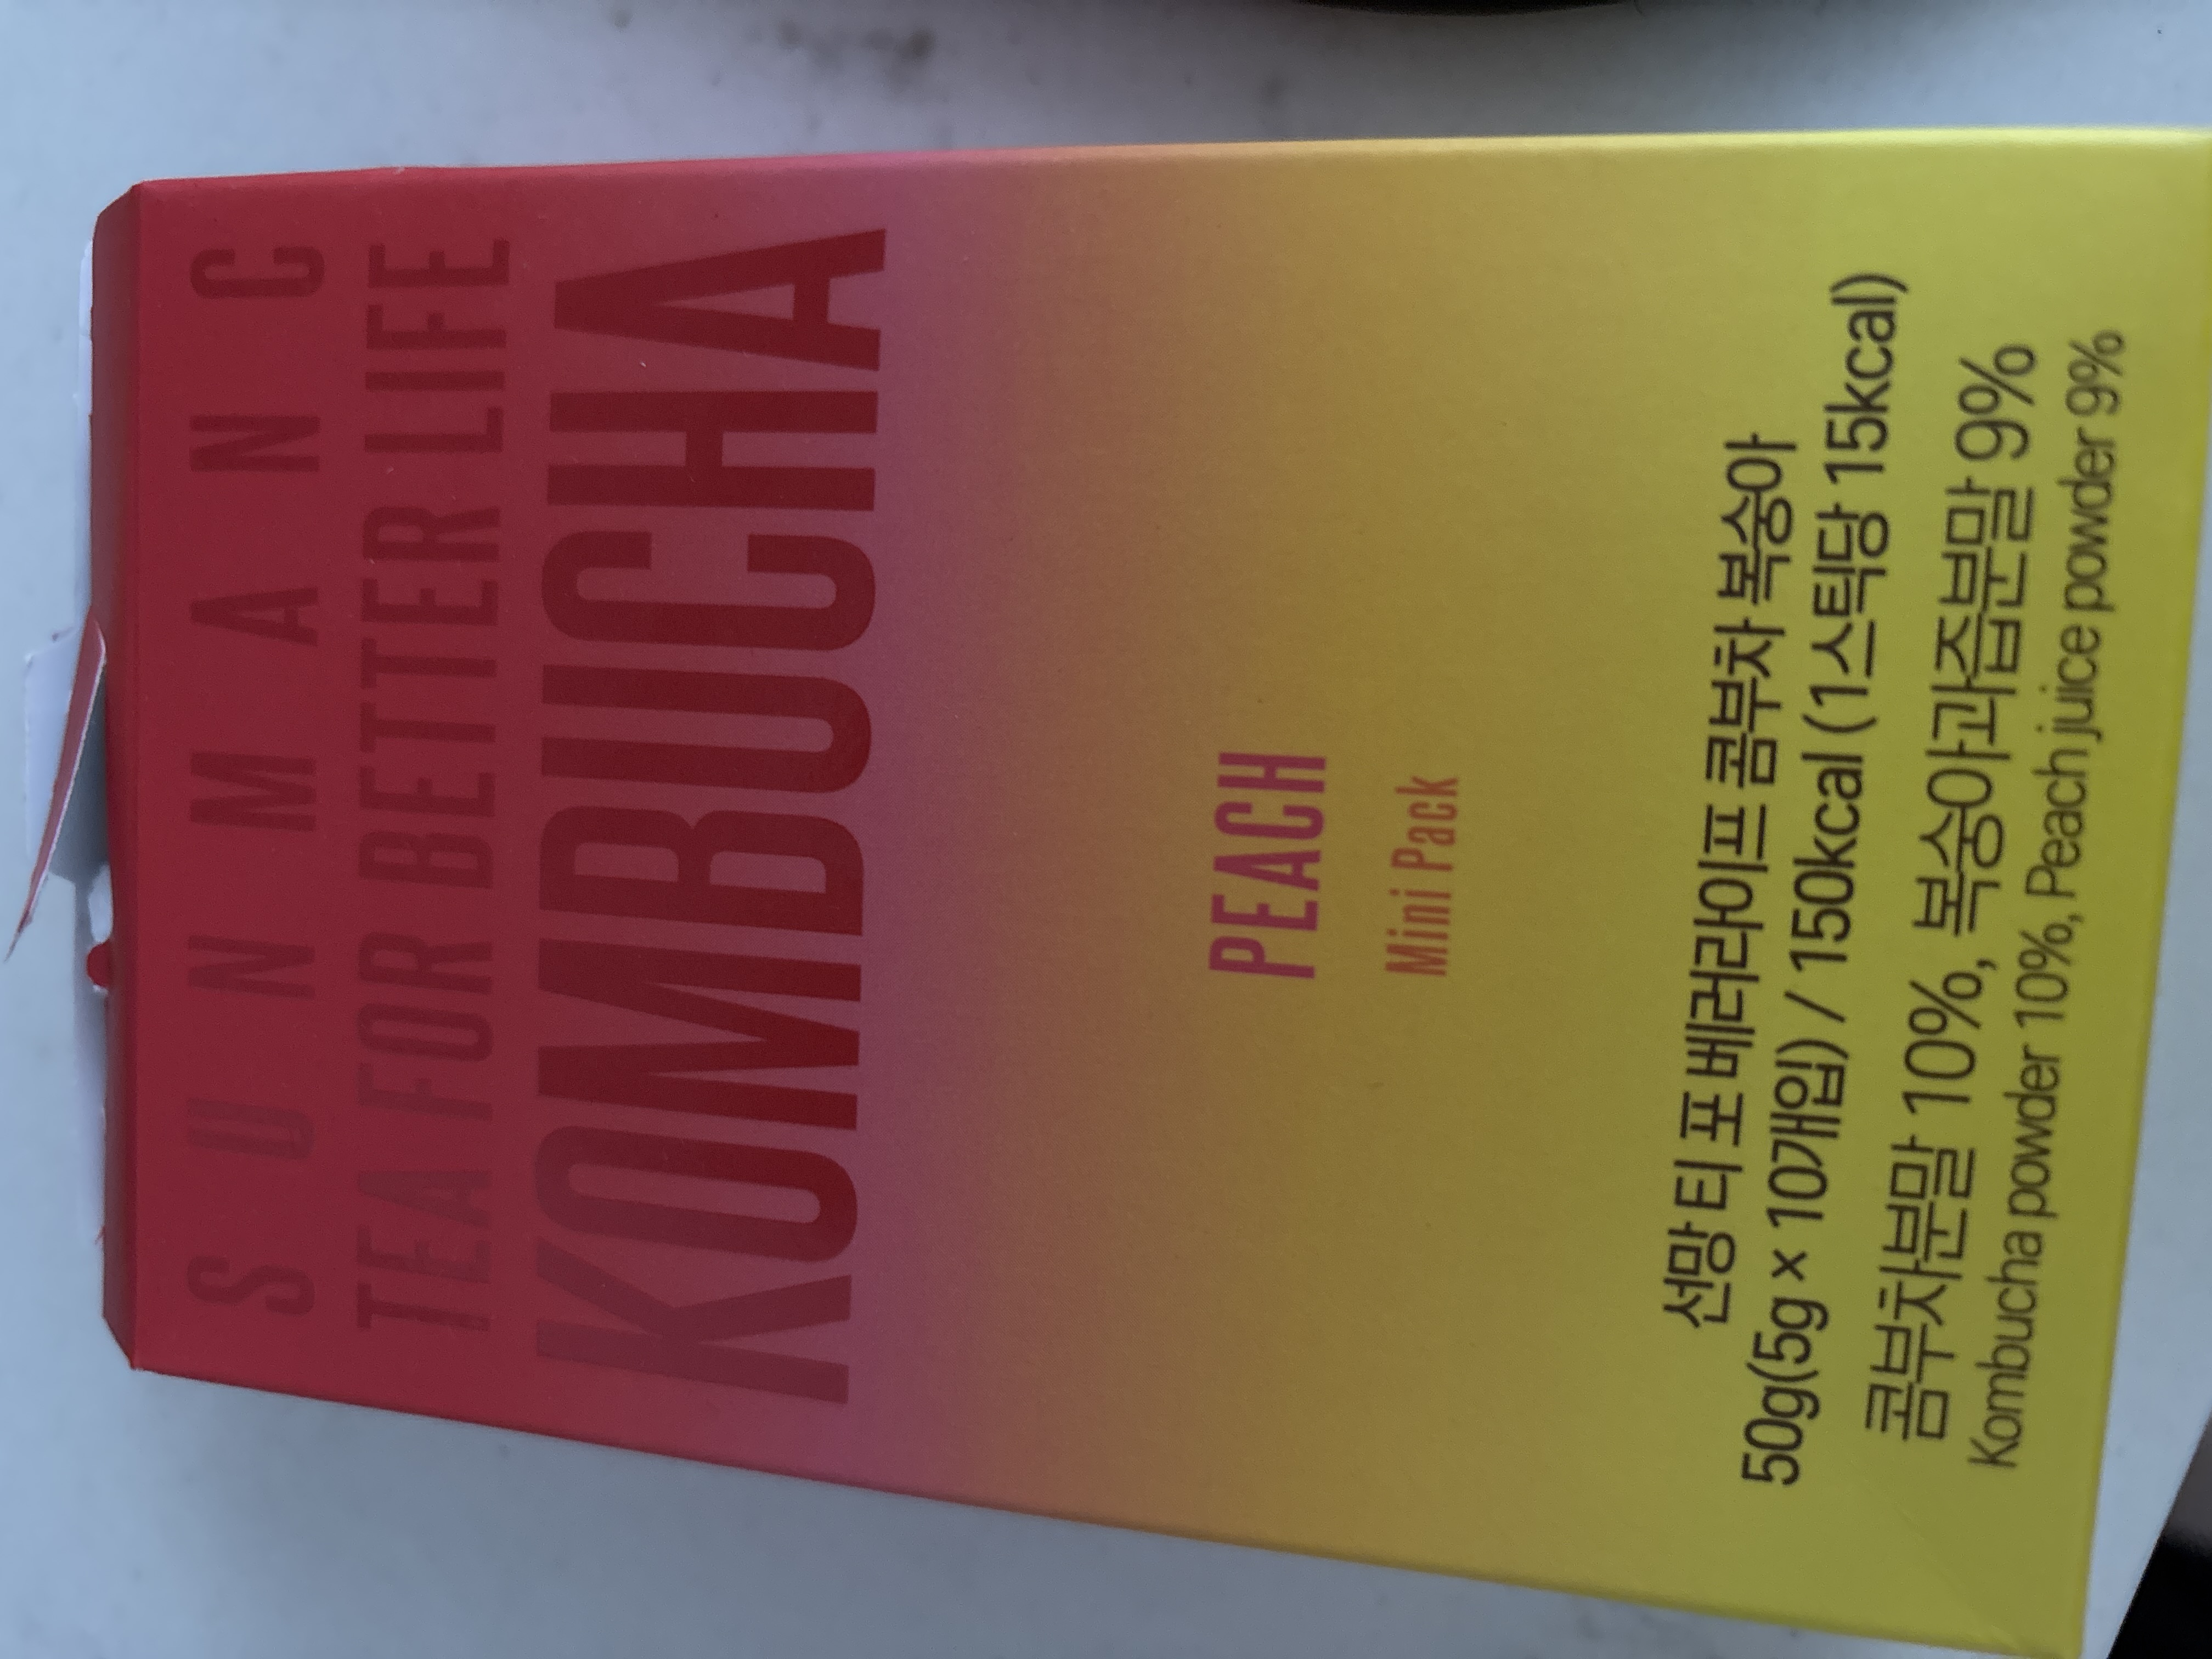 SUNMANG
TEA FOR BETTER LIFE
KOMBUCHA
PEACH
Mini Pack
선망 티 포 베러라이프 콤부차 복숭아
50g(5g × 10개입) / 150kcal (1스틱당 15kcal)
콤부차분말 10%, 복숭아과즙분말 9%
Kombucha powder 10%, Peach juice powder 9%